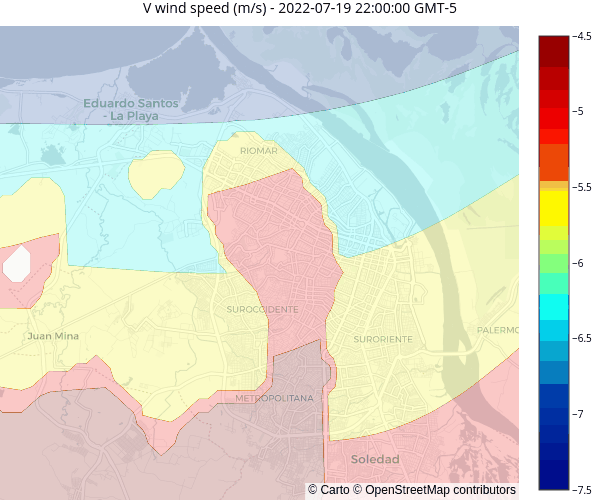 V wind speed (m/s) - 2022-07-19 22:00:00 GMT-5
−4.5
Eduardo Santos
- La Playa
−5
RIOMAR
−5.5
−6
SUROCCIDENTE
Juan Mina
SURORIENTE
PALERMO
−6.5
METROPOLITANA
−7
Soledad
© Carto © OpenStreetMap contributors
−7.5